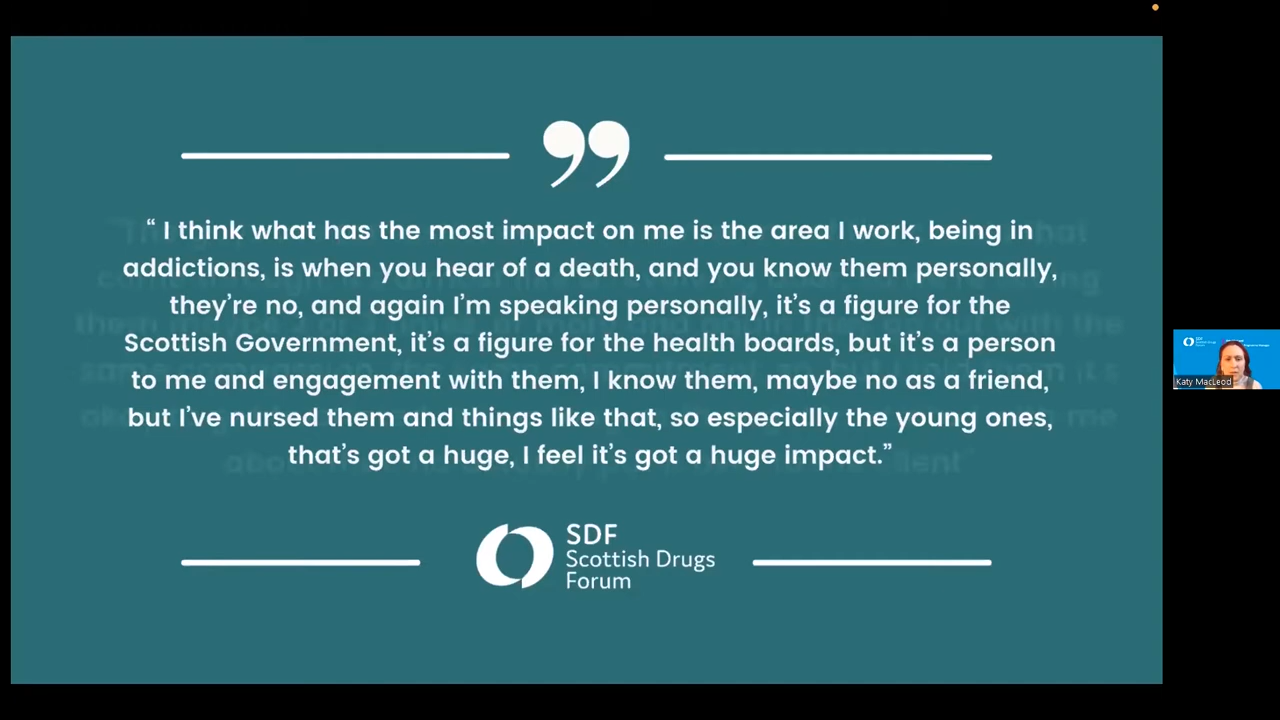 ”
“ I think what has the most impact on me is the area I work, being in
addictions, is when you hear of a death, and you know them personally,
they’re no, and again I’m speaking personally, it’s a figure for the
Scottish Government, it’s a figure for the health boards, but it’s a person
to me and engagement with them, I know them, maybe no as a friend,
but I’ve nursed them and things like that, so especially the young ones,
that’s got a huge, I feel it’s got a huge impact.”
SDF
Scottish Drugs
Forum
Katy MacLeod